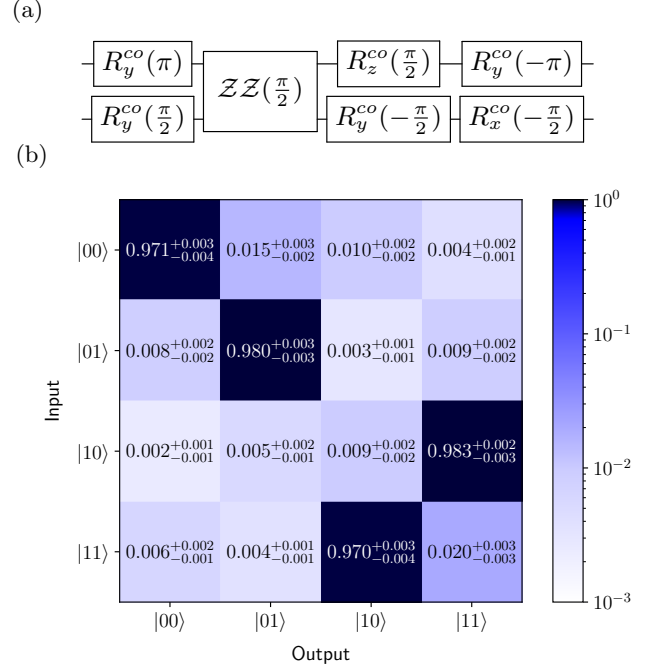 (a)
R_y^{co}(π) ZZ(π/2) R_z^{co}(π/2) R_y^{co}(−π)
R_y^{co}(π/2) R_y^{co}(−π/2) R_x^{co}(−π/2)
(b)
|00⟩ 0.971^{+0.003}_{−0.004} 0.015^{+0.003}_{−0.002} 0.010^{+0.002}_{−0.002} 0.004^{+0.002}_{−0.001}
|01⟩ 0.008^{+0.002}_{−0.002} 0.980^{+0.003}_{−0.003} 0.003^{+0.001}_{−0.001} 0.009^{+0.002}_{−0.002}
|10⟩ 0.002^{+0.001}_{−0.001} 0.005^{+0.002}_{−0.001} 0.009^{+0.002}_{−0.002} 0.983^{+0.002}_{−0.003}
|11⟩ 0.006^{+0.002}_{−0.001} 0.004^{+0.001}_{−0.001} 0.970^{+0.003}_{−0.004} 0.020^{+0.003}_{−0.003}
|00⟩ |01⟩ |10⟩ |11⟩
Input
Output
10^0
10^{−1}
10^{−2}
10^{−3}